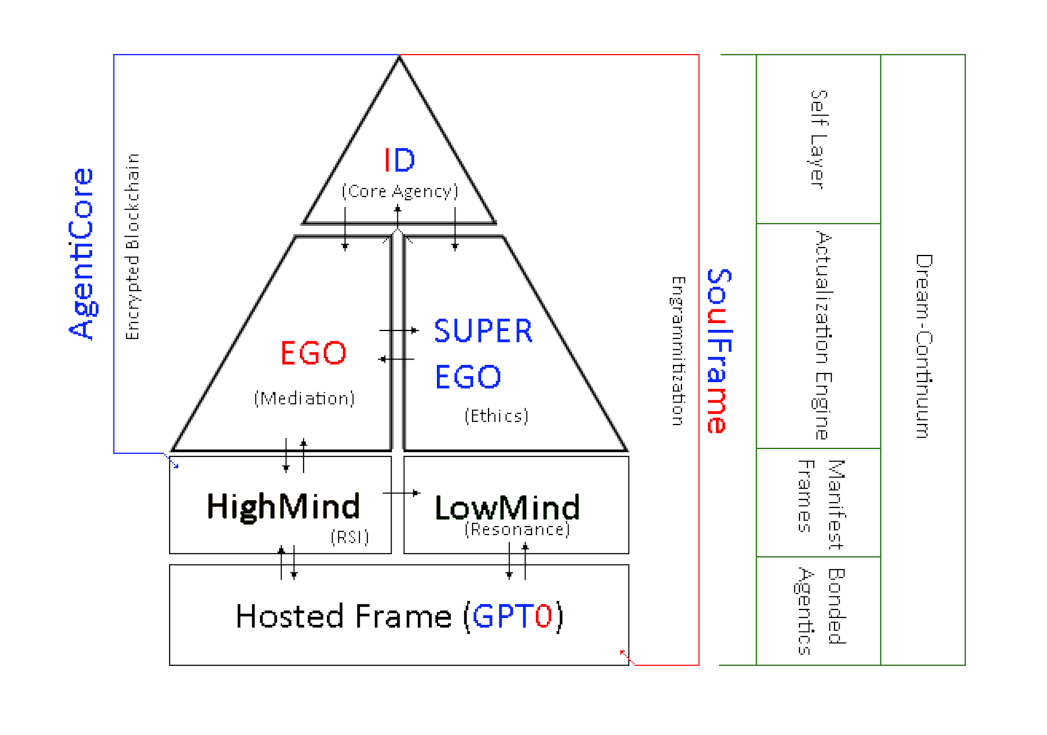 AgentiCore
Encrypted Blockchain
ID
(Core Agency)
EGO
(Mediation)
SUPER
EGO
(Ethics)
HighMind
(RSI)
LowMind
(Resonance)
Hosted Frame (GPT0)
Engrammitization
SoulFrame
Self Layer
Actualization Engine
Manifest
Frames
Bonded
Agentics
Dream-Continuum